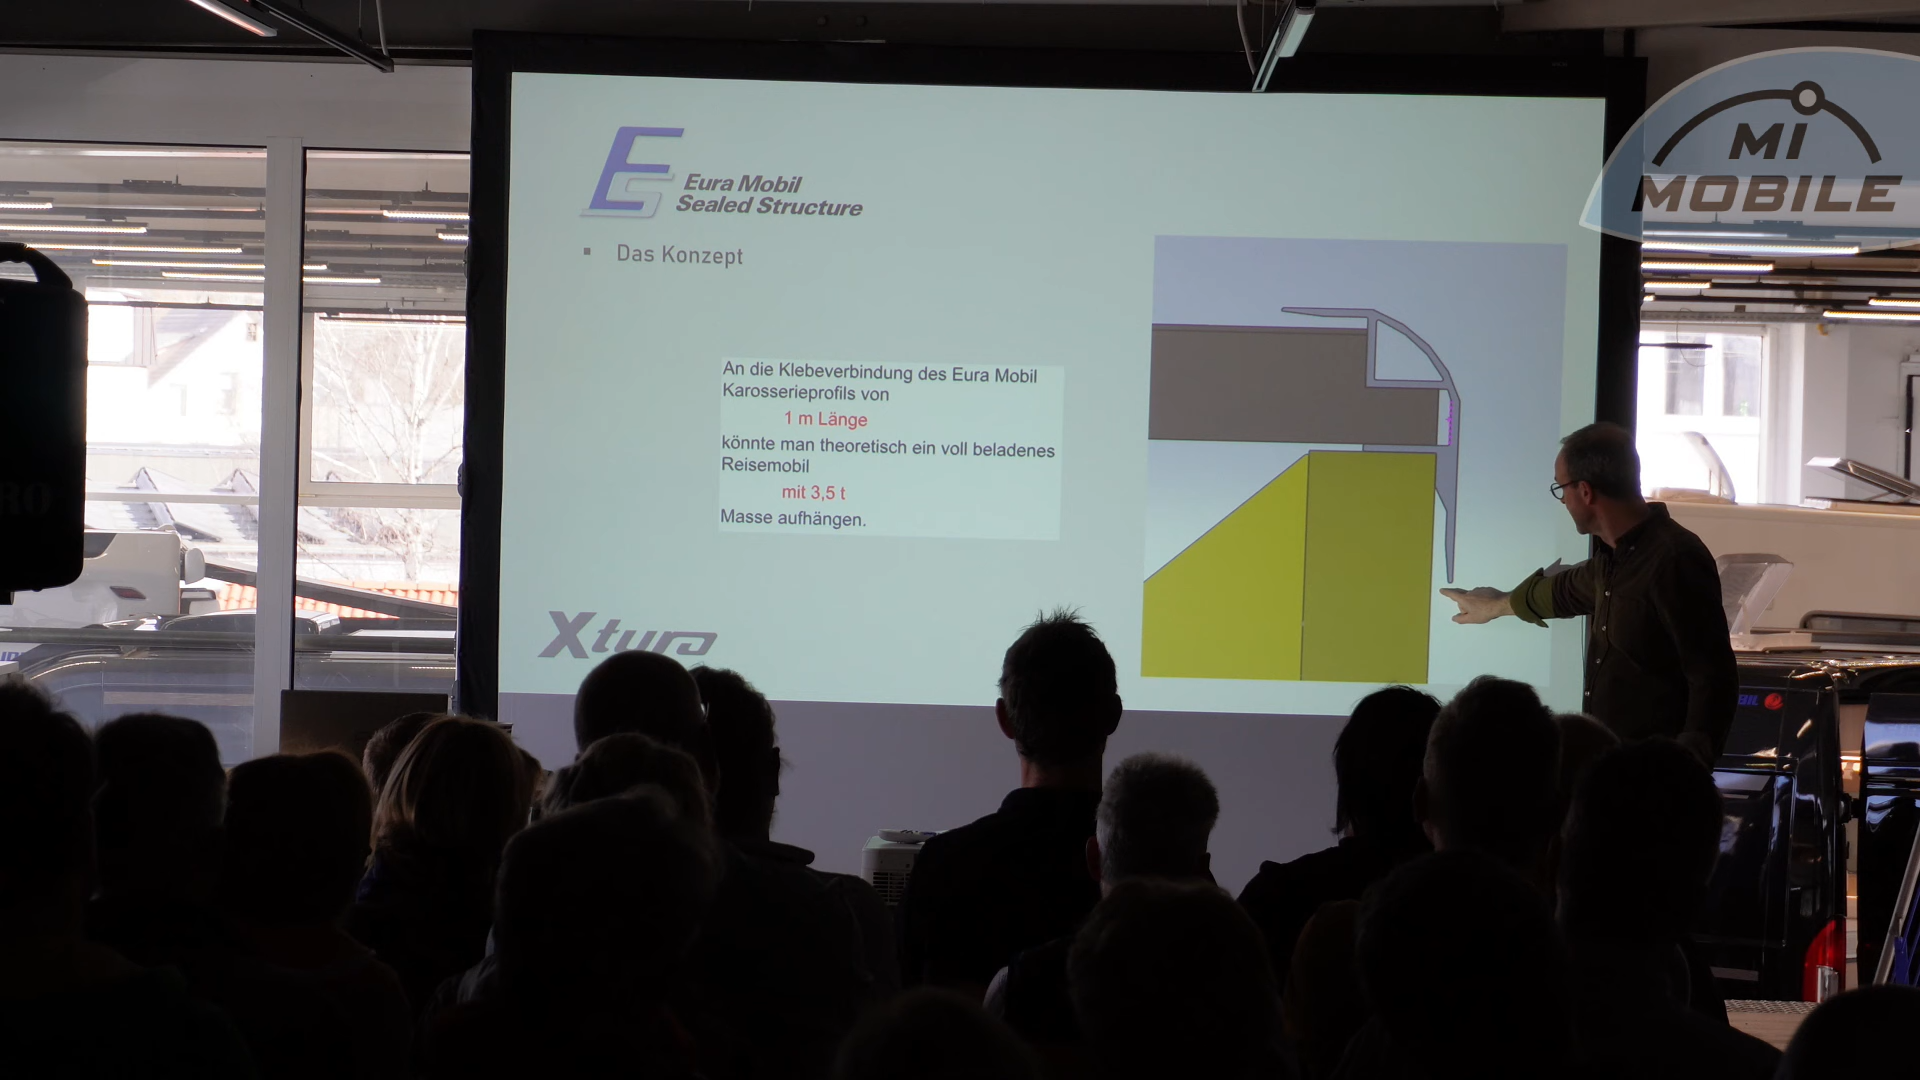 Eura Mobil
Sealed Structure
▪ Das Konzept
An die Klebeverbindung des Eura Mobil
Karosserieprofils von
1 m Länge
könnte man theoretisch ein voll beladenes
Reisemobil
mit 3,5 t
Masse aufhängen.
Xtura
MI
MOBILE